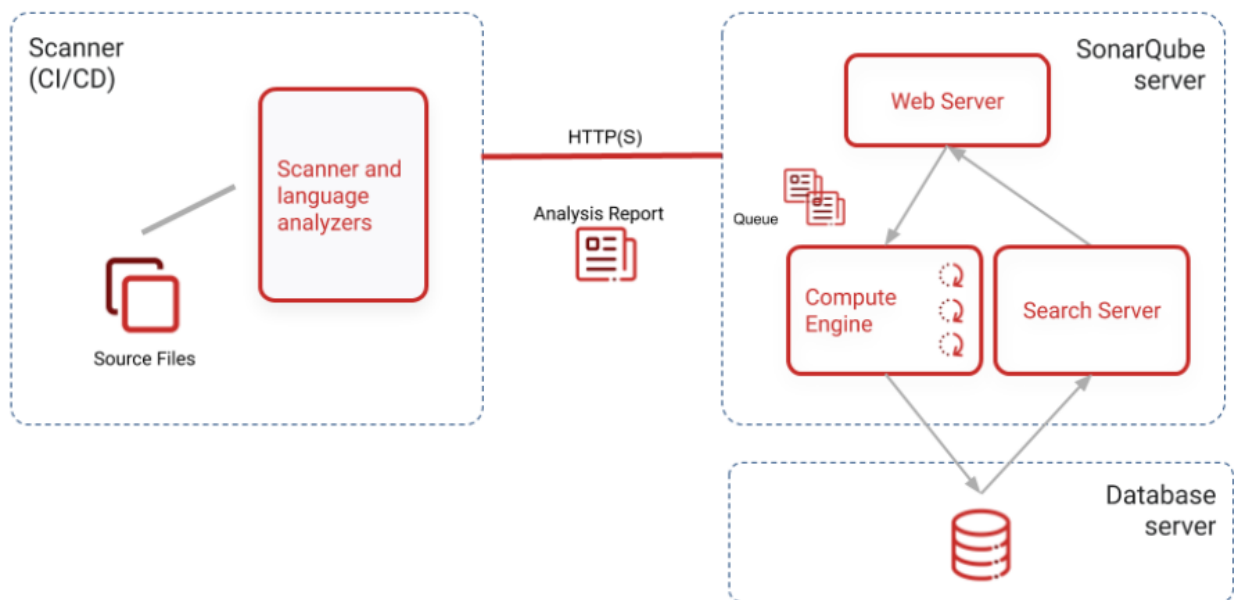 Scanner
(CI/CD)
Scanner and
language
analyzers
Source Files
HTTP(S)
Analysis Report
SonarQube
server
Web Server
Queue
Compute
Engine
Search Server
Database
server